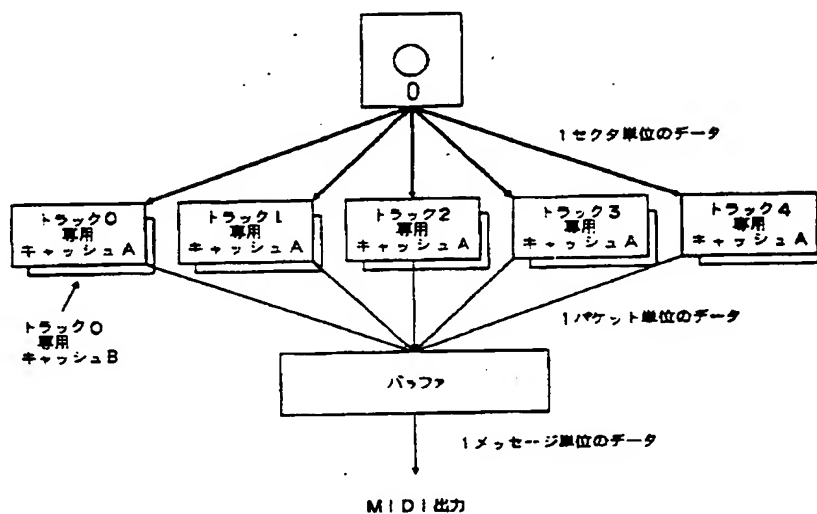 1セクタ単位のデータ
トラック0
専用
キャッシュA
トラック1
専用
キャッシュA
トラック2
専用
キャッシュA
トラック3
専用
キャッシュA
トラック4
専用
キャッシュA
トラック0
専用
キャッシュB
1パケット単位のデータ
バッファ
1メッセージ単位のデータ
MIDI出力